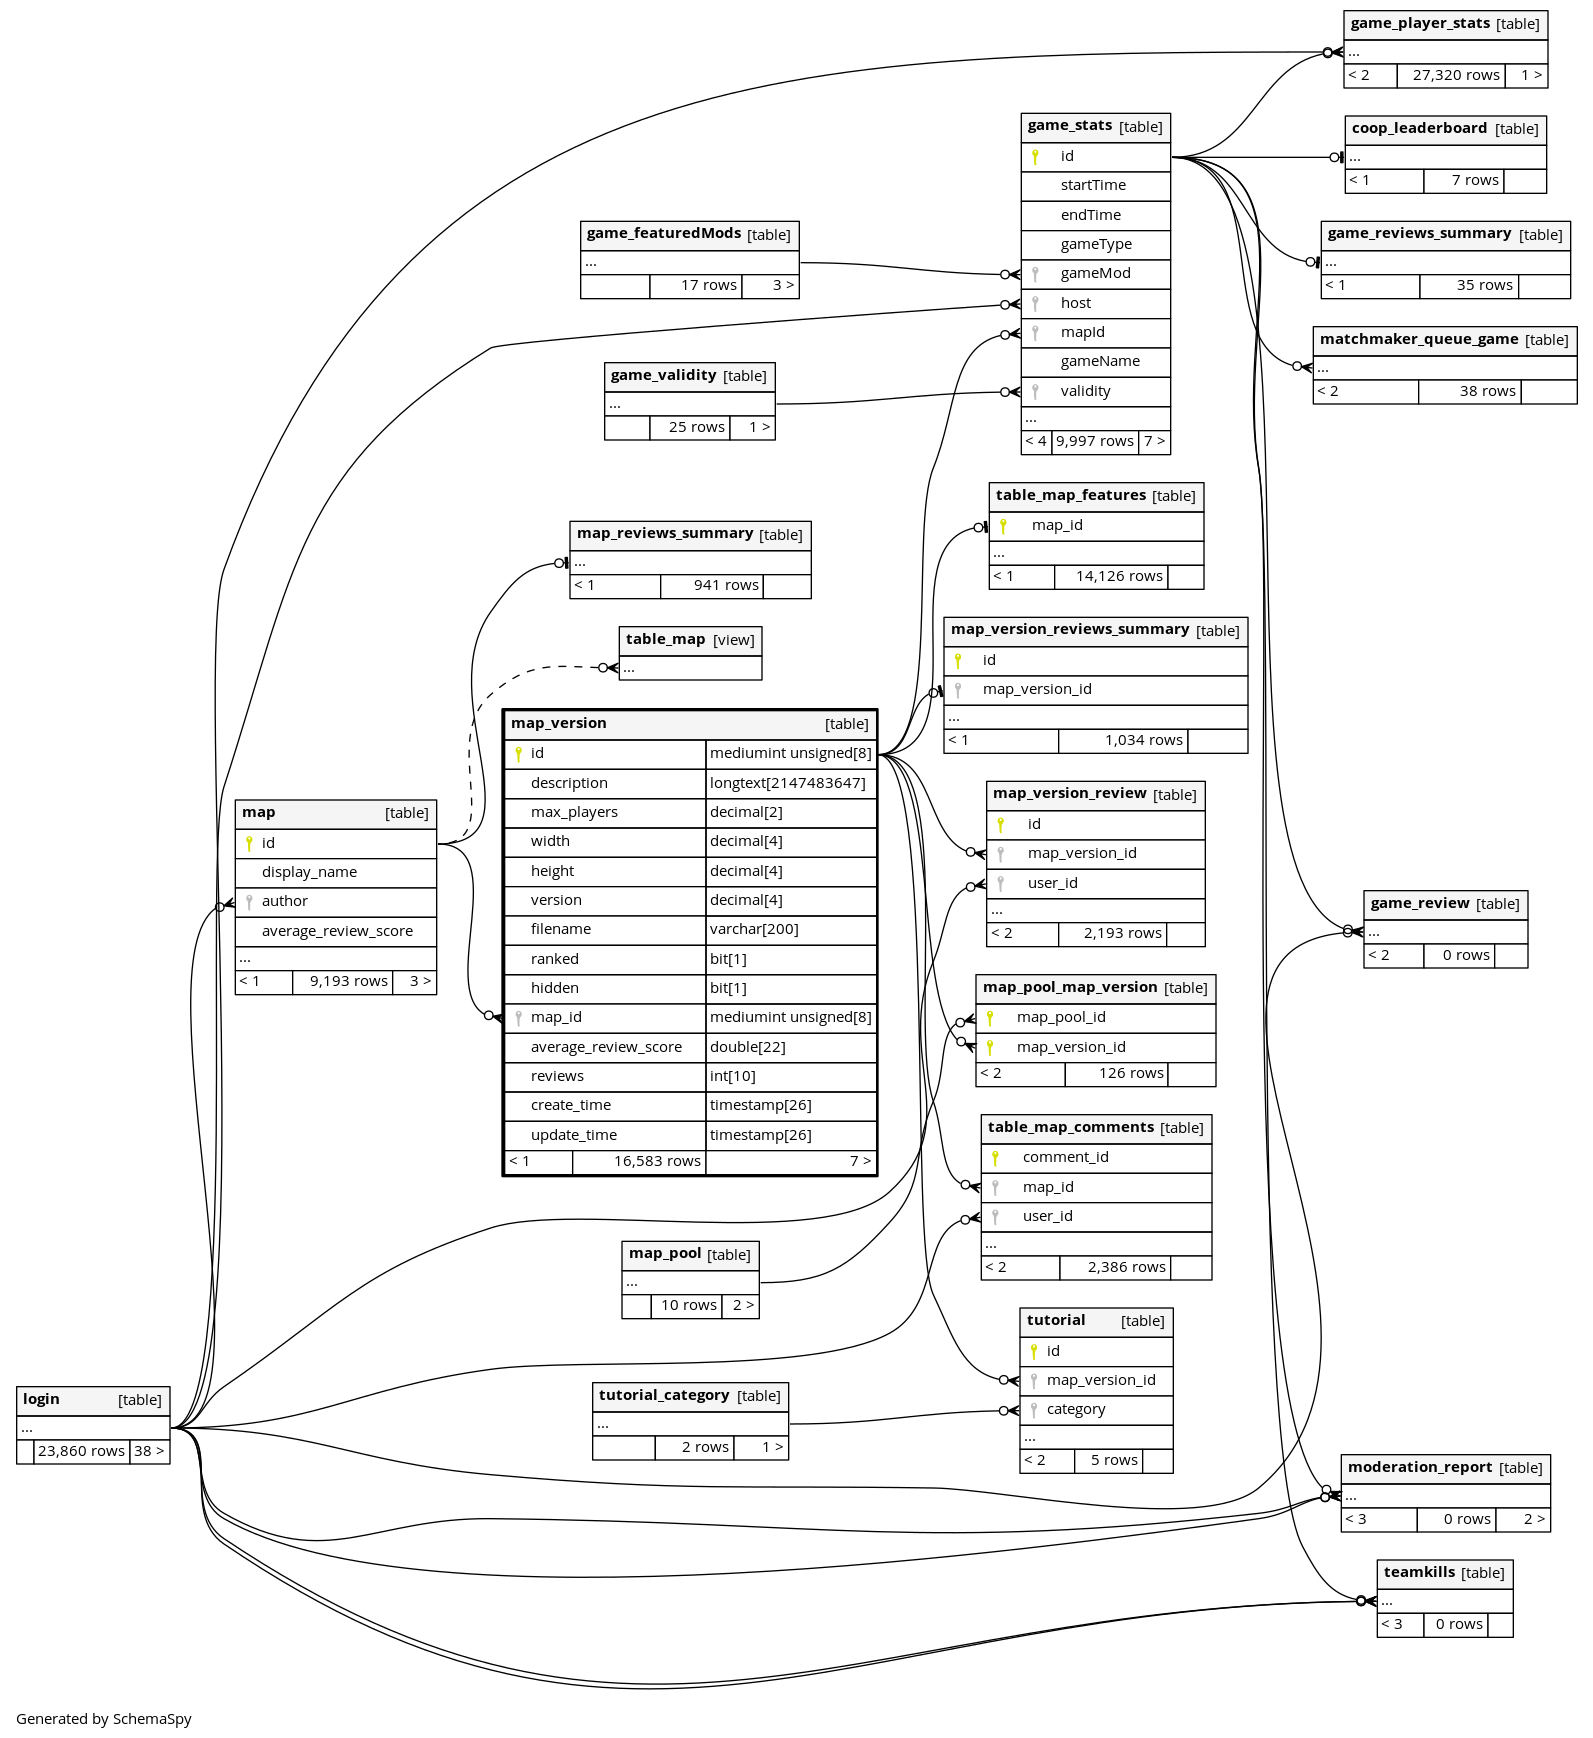 game_player_stats [table]
...
< 2 27,320 rows 1 >
game_stats [table]
id
startTime
endTime
gameType
gameMod
host
mapId
gameName
validity
...
< 4 9,997 rows 7 >
coop_leaderboard [table]
...
< 1 7 rows
game_featuredMods [table]
...
17 rows 3 >
game_reviews_summary [table]
...
< 1 35 rows
matchmaker_queue_game [table]
...
< 2 38 rows
game_validity [table]
...
25 rows 1 >
table_map_features [table]
map_id
...
< 1 14,126 rows
map_reviews_summary [table]
...
< 1 941 rows
table_map [view]
...
map_version_reviews_summary [table]
id
map_version_id
...
< 1 1,034 rows
map_version [table]
id mediumint unsigned[8]
description longtext[2147483647]
max_players decimal[2]
width decimal[4]
height decimal[4]
version decimal[4]
filename varchar[200]
ranked bit[1]
hidden bit[1]
map_id mediumint unsigned[8]
average_review_score double[22]
reviews int[10]
create_time timestamp[26]
update_time timestamp[26]
< 1 16,583 rows 7 >
map [table]
id
display_name
author
average_review_score
...
< 1 9,193 rows 3 >
map_version_review [table]
id
map_version_id
user_id
...
< 2 2,193 rows
game_review [table]
...
< 2 0 rows
map_pool_map_version [table]
map_pool_id
map_version_id
< 2 126 rows
table_map_comments [table]
comment_id
map_id
user_id
...
< 2 2,386 rows
map_pool [table]
...
10 rows 2 >
tutorial [table]
id
map_version_id
category
...
< 2 5 rows
login [table]
...
23,860 rows 38 >
tutorial_category [table]
...
2 rows 1 >
moderation_report [table]
...
< 3 0 rows 2 >
teamkills [table]
...
< 3 0 rows
Generated by SchemaSpy